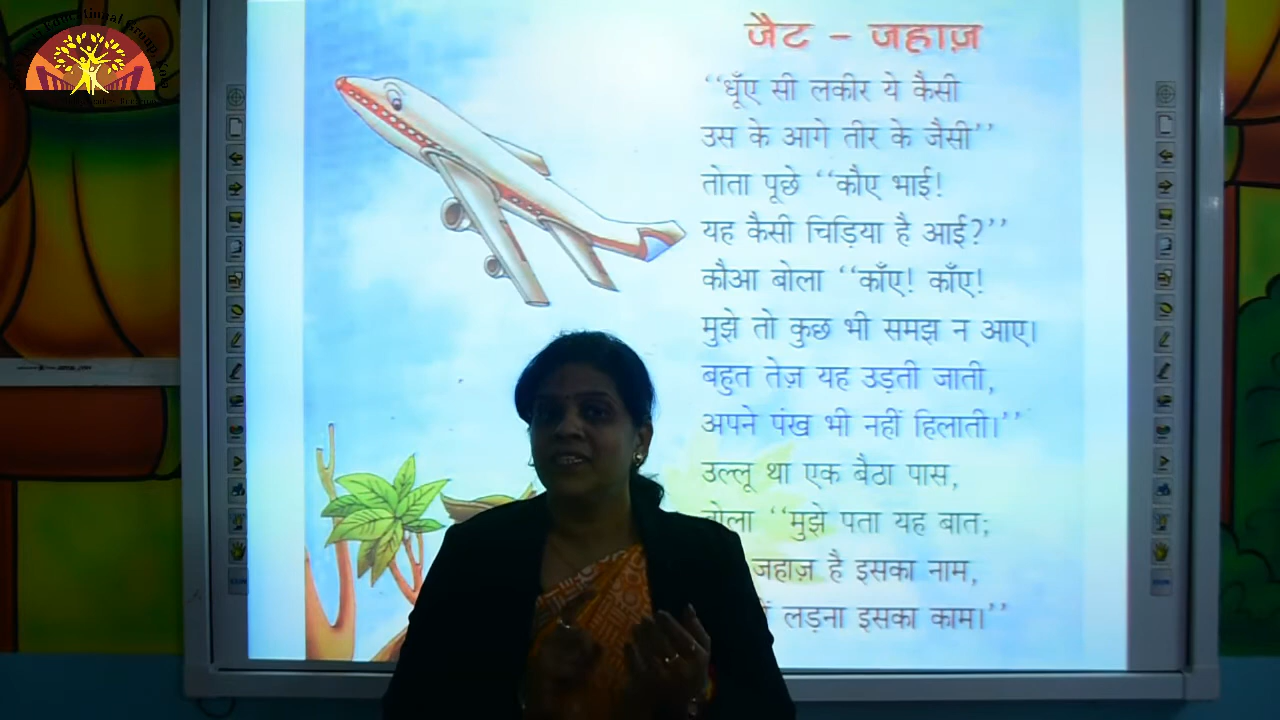 जैट – जहाज़
‘‘धूँए सी लकीर ये कैसी
उस के आगे तीर के जैसी’’
तोता पूछे ‘‘कौए भाई!
यह कैसी चिड़िया है आई?’’
कौआ बोला ‘‘काँए! काँए!
मुझे तो कुछ भी समझ न आए।
बहुत तेज़ यह उड़ती जाती,
अपने पंख भी नहीं हिलाती।’’
उल्लू था एक बैठा पास,
‘‘मुझे पता यह बात;
जहाज़ है इसका नाम,
लड़ना इसका काम।’’